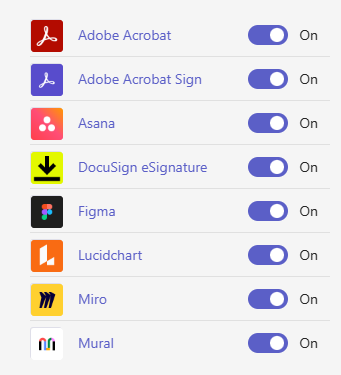 Adobe Acrobat On
Adobe Acrobat Sign On
Asana On
DocuSign eSignature On
Figma On
Lucidchart On
Miro On
Mural On